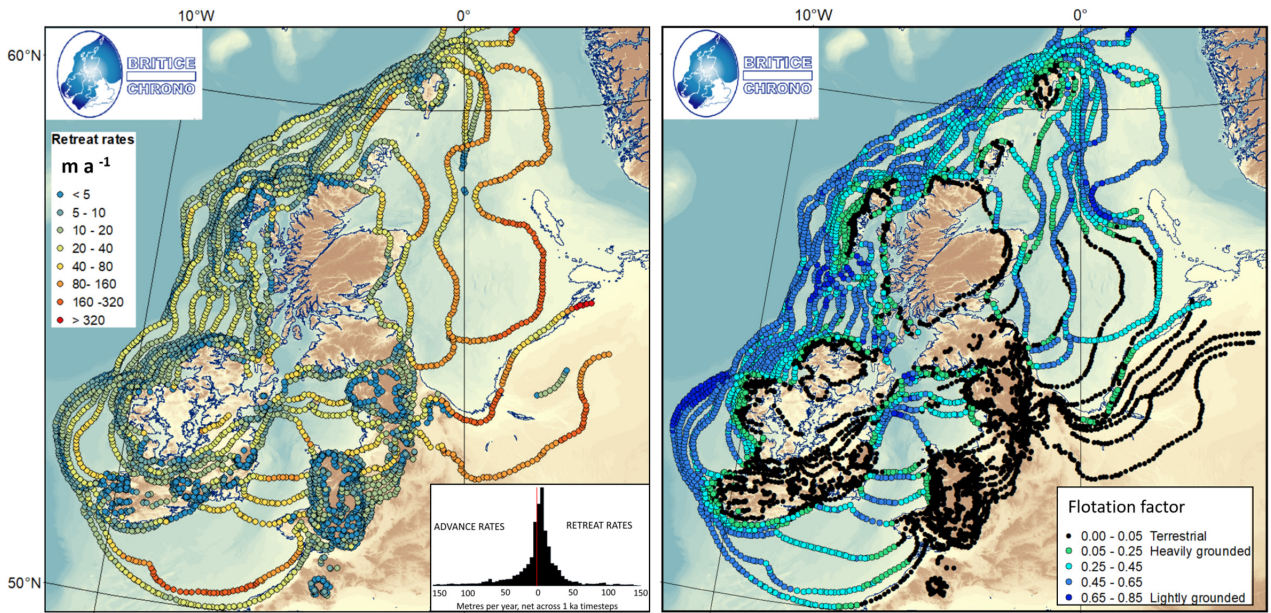 10°W
0°
60°N
BRITICE
CHRONO
Retreat rates
m a -1
< 5
5 - 10
10 - 20
20 - 40
40 - 80
80- 160
160 -320
> 320
50°N
ADVANCE RATES
RETREAT RATES
150 100 50 0 50 100 150
Metres per year, net across 1 ka timesteps
10°W
0°
BRITICE
CHRONO
Flotation factor
0.00 - 0.05 Terrestrial
0.05 - 0.25 Heavily grounded
0.25 - 0.45
0.45 - 0.65
0.65 - 0.85 Lightly grounded